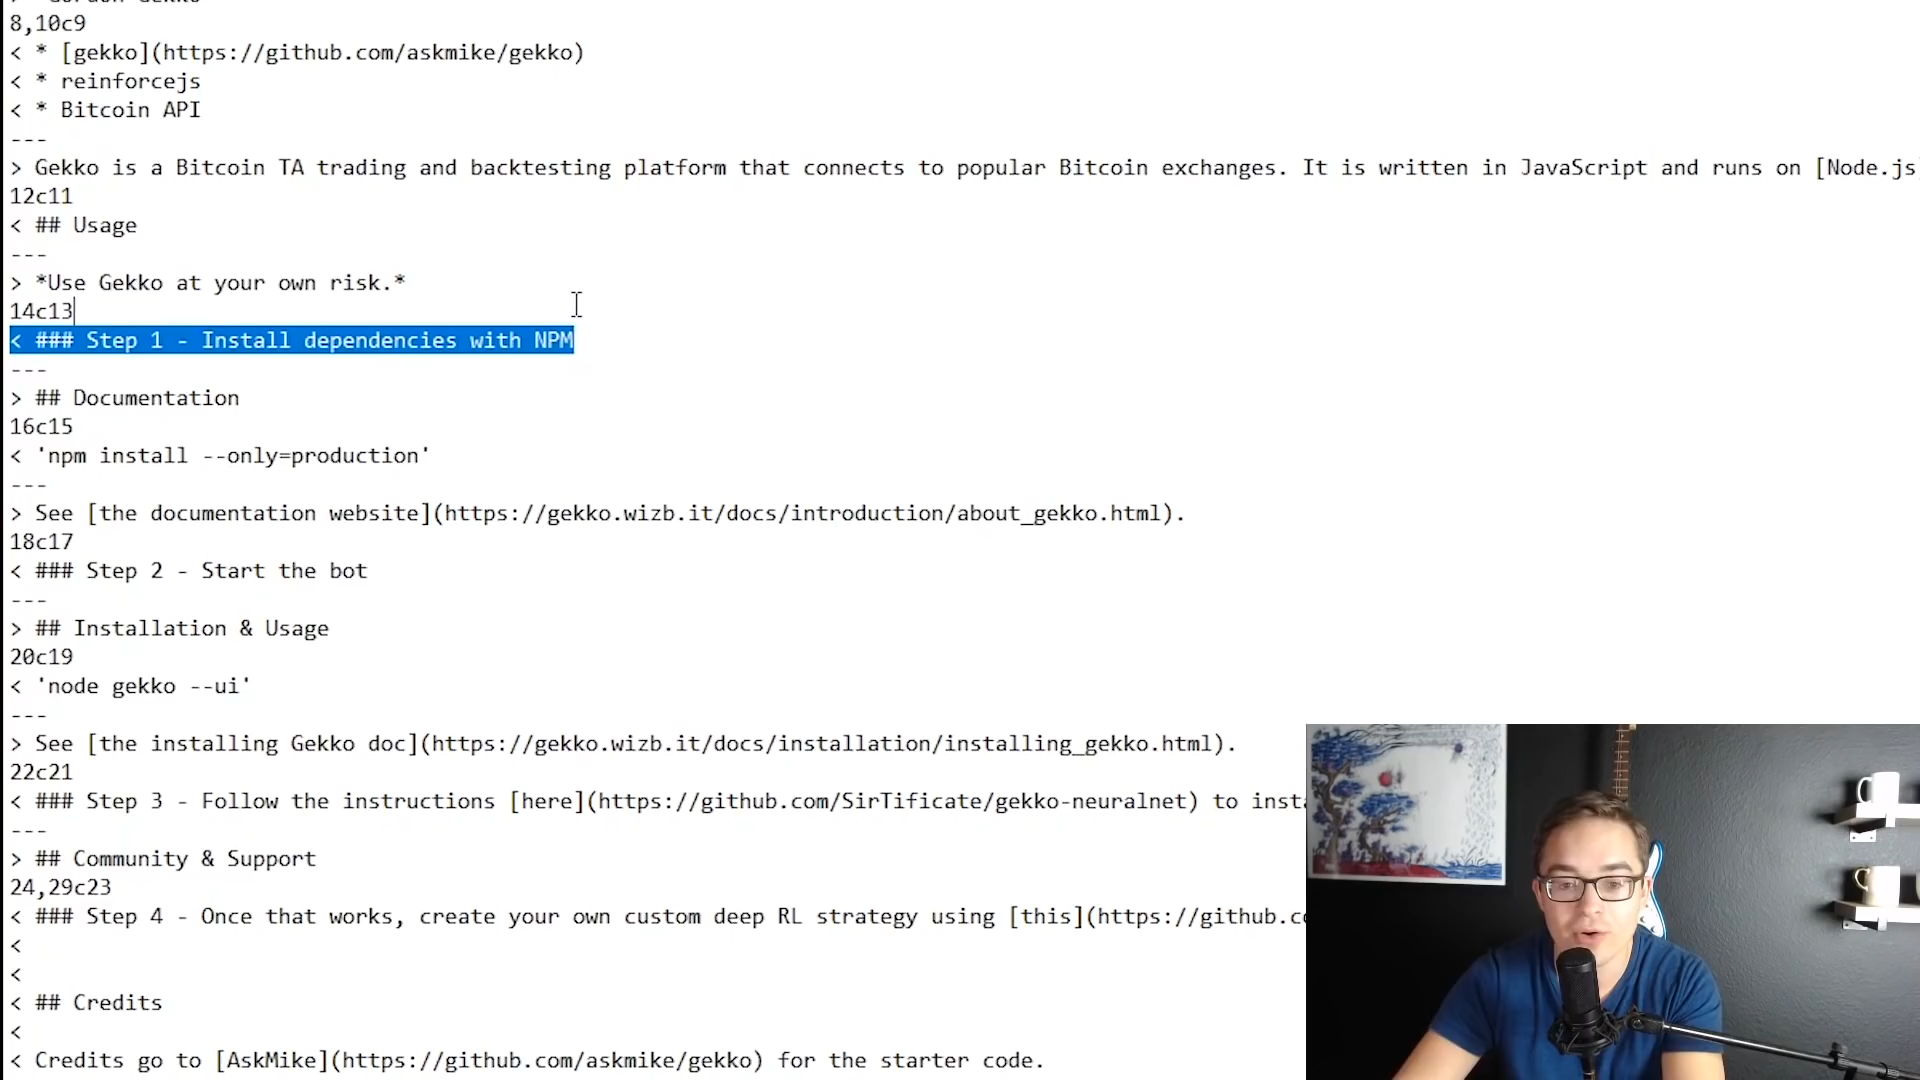 8,10c9
< * [gekko](https://github.com/askmike/gekko)
< * reinforcejs
< * Bitcoin API
---
> Gekko is a Bitcoin TA trading and backtesting platform that connects to popular Bitcoin exchanges. It is written in JavaScript and runs on [Node.js]
12c11
< ## Usage
---
> *Use Gekko at your own risk.*
14c13
< ### Step 1 - Install dependencies with NPM
---
> ## Documentation
16c15
< 'npm install --only=production'
---
> See [the documentation website](https://gekko.wizb.it/docs/introduction/about_gekko.html).
18c17
< ### Step 2 - Start the bot
---
> ## Installation & Usage
20c19
< 'node gekko --ui'
---
> See [the installing Gekko doc](https://gekko.wizb.it/docs/installation/installing_gekko.html).
22c21
< ### Step 3 - Follow the instructions [here](https://github.com/SirTificate/gekko-neuralnet) to inst
---
> ## Community & Support
24,29c23
< ### Step 4 - Once that works, create your own custom deep RL strategy using [this](https://github.c
<
<
< ## Credits
<
< Credits go to [AskMike](https://github.com/askmike/gekko) for the starter code.